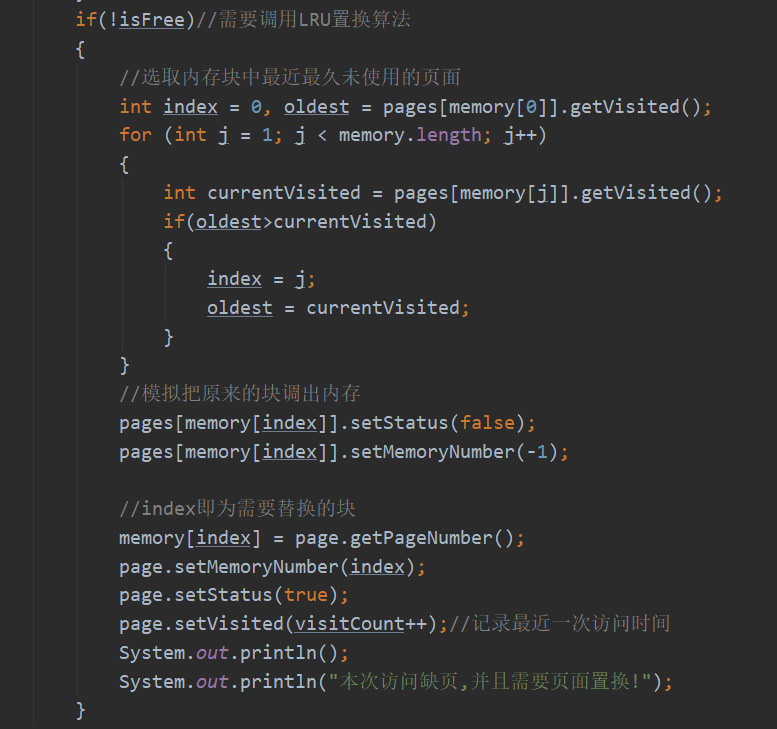 if(!isFree)//需要调用LRU置换算法
{
//选取内存块中最近最久未使用的页面
int index = 0, oldest = pages[memory[0]].getVisited();
for (int j = 1; j < memory.length; j++)
{
int currentVisited = pages[memory[j]].getVisited();
if(oldest>currentVisited)
{
index = j;
oldest = currentVisited;
}
}
//模拟把原来的块调出内存
pages[memory[index]].setStatus(false);
pages[memory[index]].setMemoryNumber(-1);
//index即为需要替换的块
memory[index] = page.getPageNumber();
page.setMemoryNumber(index);
page.setStatus(true);
page.setVisited(visitCount++);//记录最近一次访问时间
System.out.println();
System.out.println("本次访问缺页,并且需要页面置换!");
}